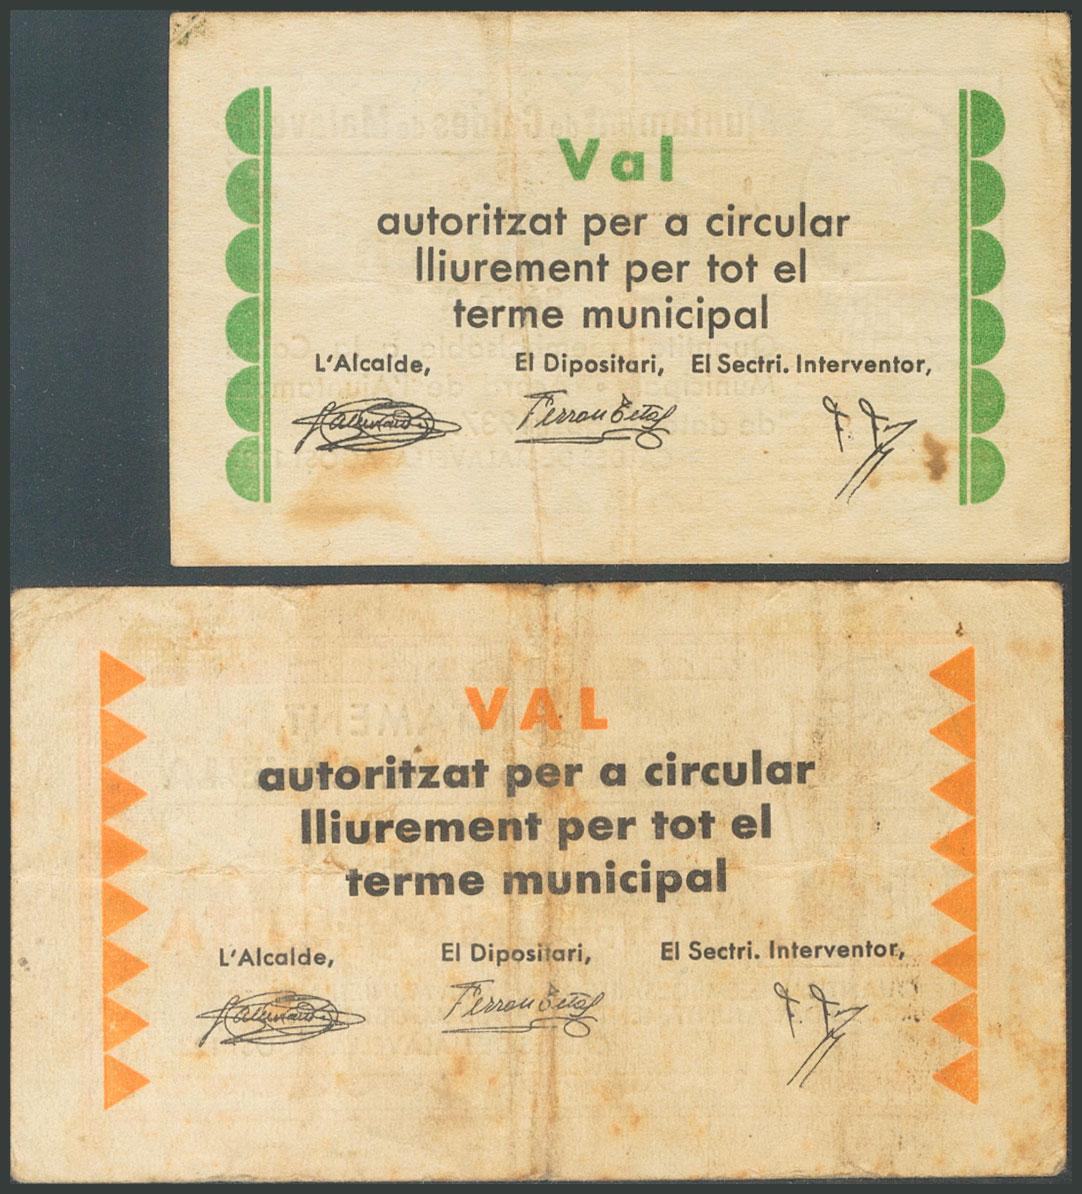 Val
autoritzat per a circular
lliurement per tot el
terme municipal
L'Alcalde, El Dipositari, El Sectri. Interventor,
VAL
autoritzat per a circular
lliurement per tot el
terme municipal
L'Alcalde, El Dipositari, El Sectri. Interventor,